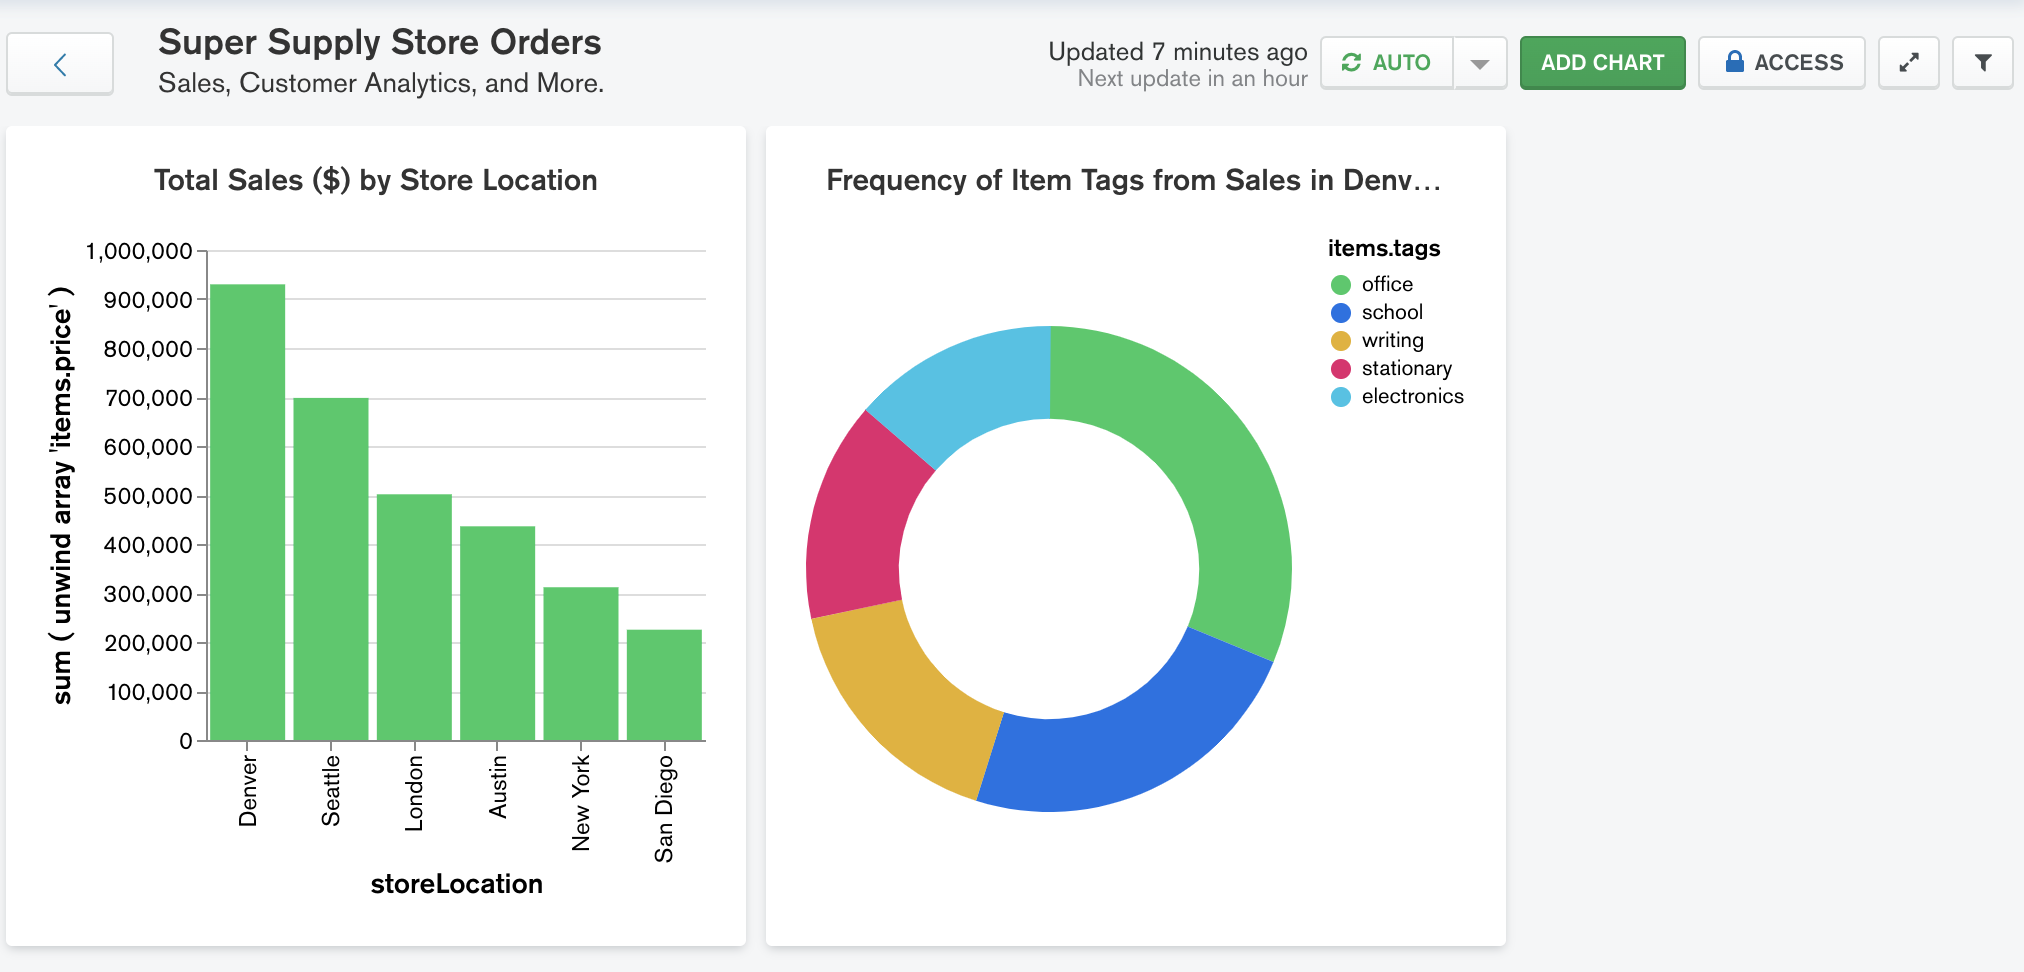 Super Supply Store Orders
Sales, Customer Analytics, and More.
Updated 7 minutes ago
Next update in an hour
AUTO
ADD CHART
ACCESS
Total Sales ($) by Store Location
sum ( unwind array 'items.price' )
1,000,000
900,000
800,000
700,000
600,000
500,000
400,000
300,000
200,000
100,000
0
Denver
Seattle
London
Austin
New York
San Diego
storeLocation
Frequency of Item Tags from Sales in Denv...
items.tags
office
school
writing
stationary
electronics